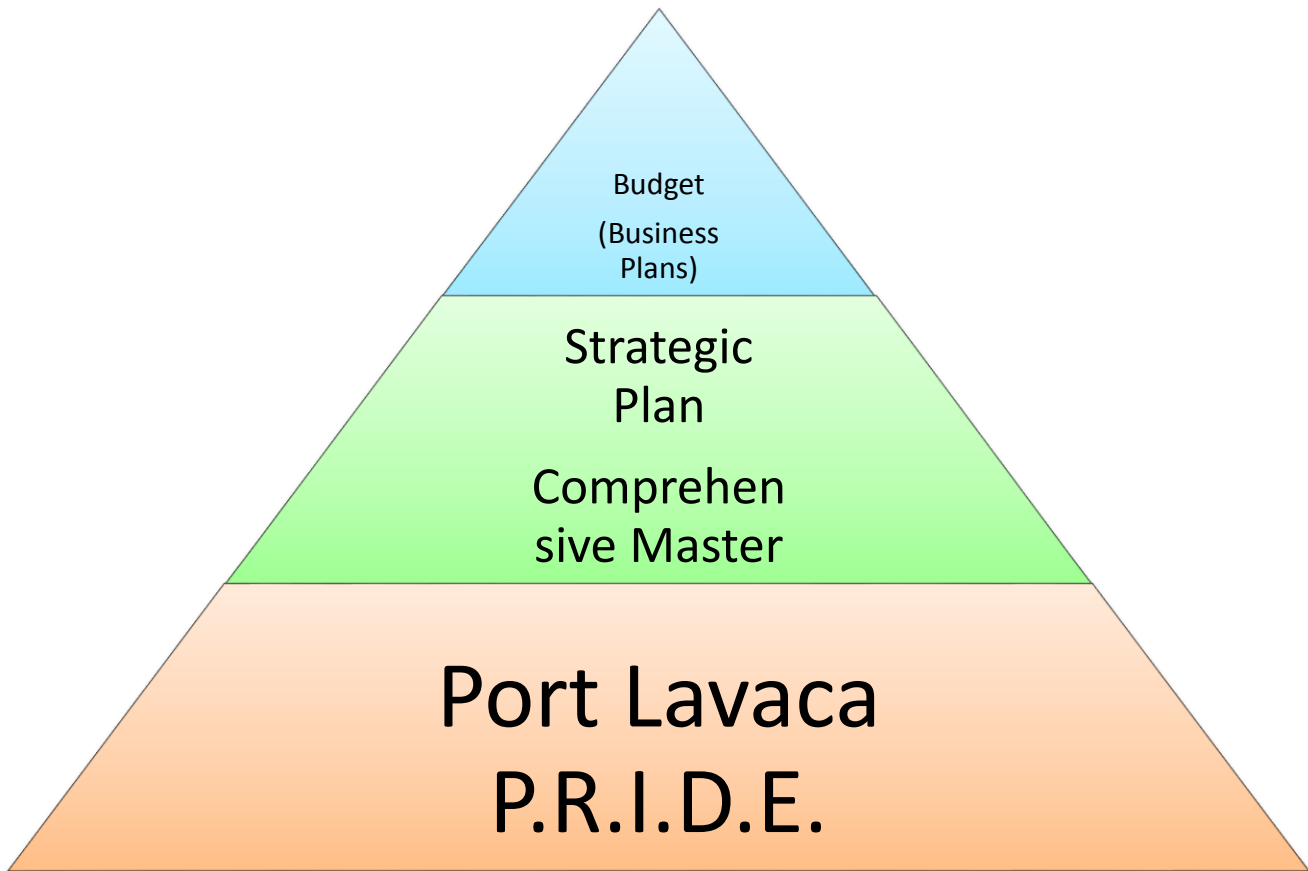 Budget
(Business
Plans)
Strategic
Plan
Comprehen
sive Master
Port Lavaca
P.R.I.D.E.